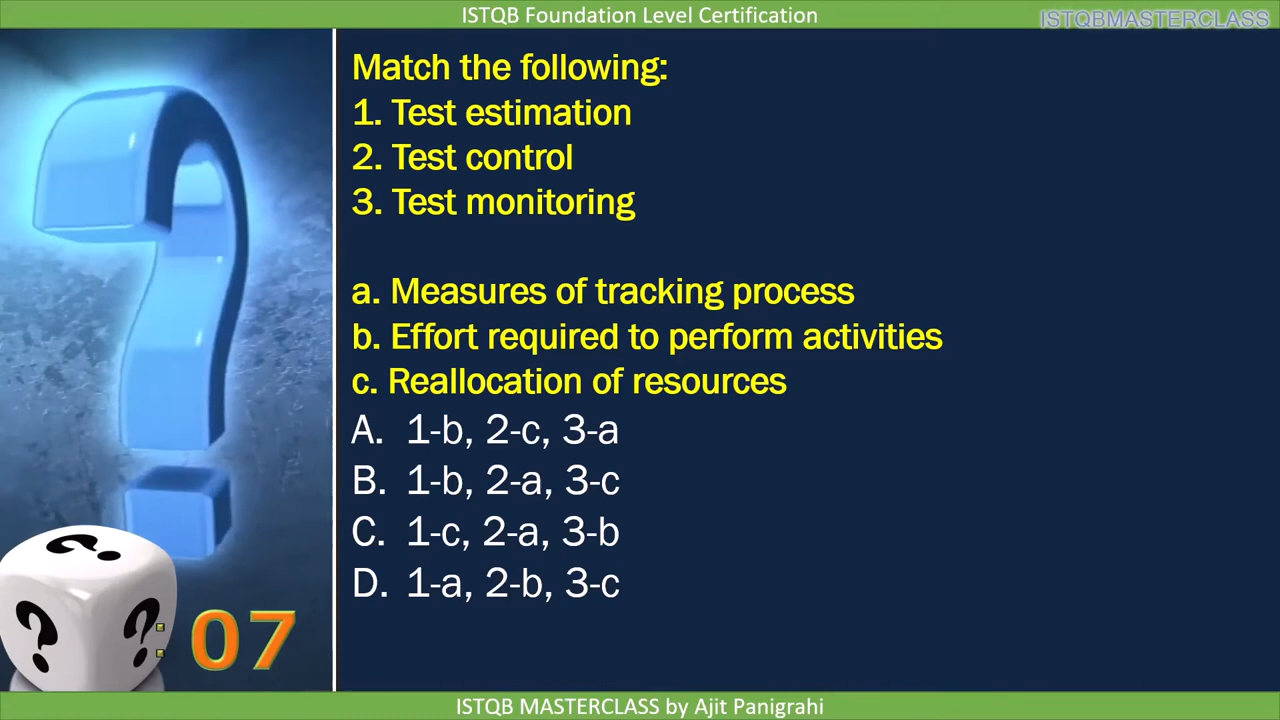 ISTQB Foundation Level Certification
ISTQBMASTERCLASS
Match the following:
1. Test estimation
2. Test control
3. Test monitoring
a. Measures of tracking process
b. Effort required to perform activities
c. Reallocation of resources
A. 1-b, 2-c, 3-a
B. 1-b, 2-a, 3-c
C. 1-c, 2-a, 3-b
D. 1-a, 2-b, 3-c
: 07
ISTQB MASTERCLASS by Ajit Panigrahi